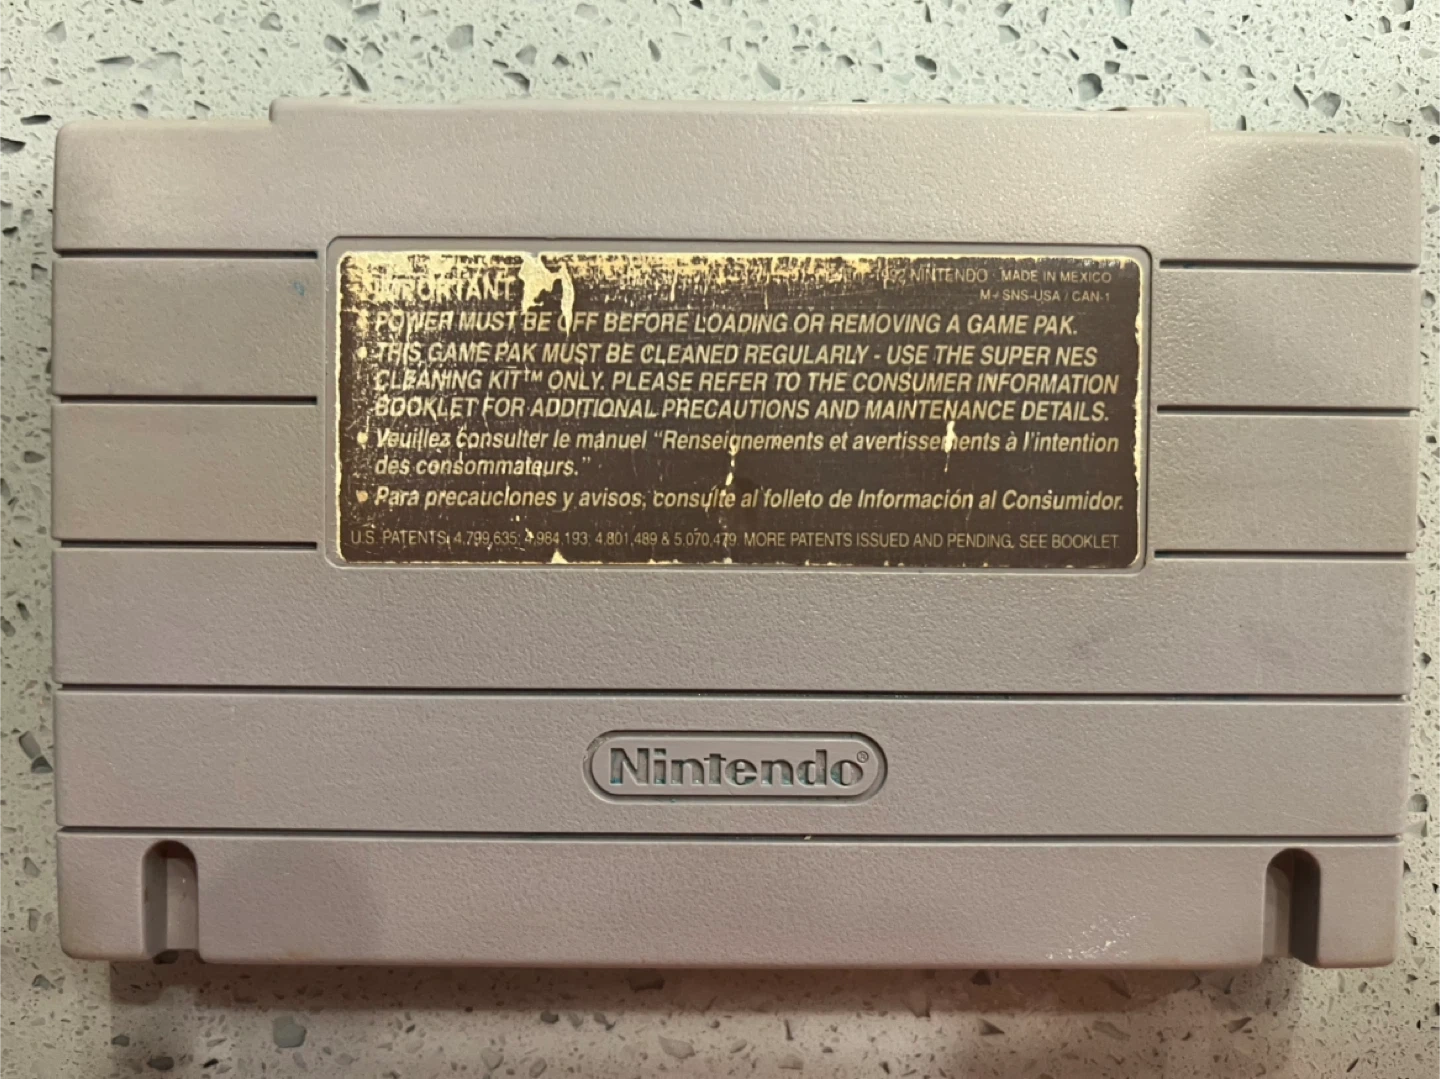 IMPORTANT
1992 NINTENDO MADE IN MEXICO
M/SNS-USA/CAN-1
• POWER MUST BE OFF BEFORE LOADING OR REMOVING A GAME PAK.
• THIS GAME PAK MUST BE CLEANED REGULARLY - USE THE SUPER NES
CLEANING KIT™ ONLY. PLEASE REFER TO THE CONSUMER INFORMATION
BOOKLET FOR ADDITIONAL PRECAUTIONS AND MAINTENANCE DETAILS.
• Veuillez consulter le manuel "Renseignements et avertissements à l'intention
des consommateurs."
• Para precauciones y avisos, consulte al folleto de Información al Consumidor.
U.S. PATENTS: 4,799,635; 4,984,193; 4,801,489 & 5,070,479. MORE PATENTS ISSUED AND PENDING, SEE BOOKLET
Nintendo®